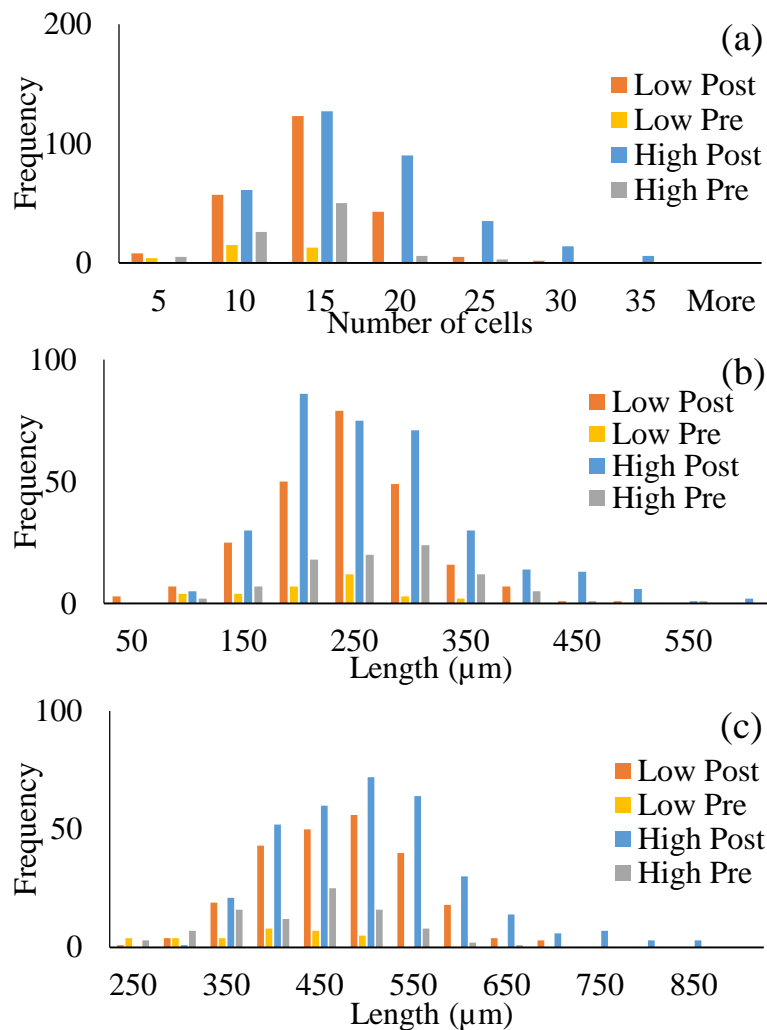 200
(a)
Low Post
Low Pre
100
High Post
High Pre
Frequency
0
5 10 15 20 25 30 35 More
Number of cells
100
(b)
Low Post
Low Pre
50
High Post
High Pre
Frequency
0
50 150 250 350 450 550
Length (µm)
100
(c)
Low Post
Low Pre
50
High Post
High Pre
Frequency
0
250 350 450 550 650 750 850
Length (µm)